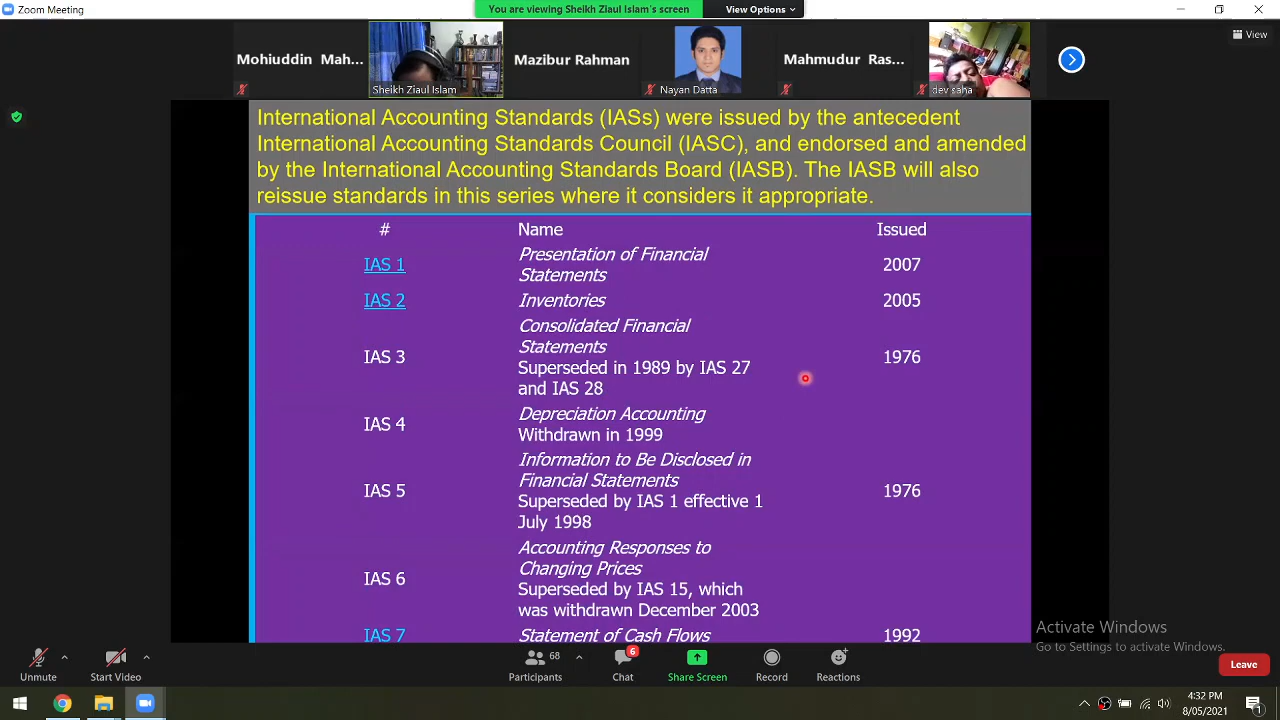 Zoom Meeting
You are viewing Sheikh Ziaul Islam's screen
View Options
View
Mohiuddin Mah...
Sheikh Ziaul Islam
Mazibur Rahman
Nayan Datta
Mahmudur Ras...
dev saha
International Accounting Standards (IASs) were issued by the antecedent
International Accounting Standards Council (IASC), and endorsed and amended
by the International Accounting Standards Board (IASB). The IASB will also
reissue standards in this series where it considers it appropriate.
# Name Issued
IAS 1 Presentation of Financial
Statements 2007
IAS 2 Inventories 2005
Consolidated Financial
Statements
IAS 3 1976
Superseded in 1989 by IAS 27
and IAS 28
Depreciation Accounting
IAS 4
Withdrawn in 1999
Information to Be Disclosed in
Financial Statements
IAS 5 1976
Superseded by IAS 1 effective 1
July 1998
Accounting Responses to
Changing Prices
IAS 6
Superseded by IAS 15, which
was withdrawn December 2003
IAS 7 Statement of Cash Flows 1992
Activate Windows
Go to Settings to activate Windows.
Unmute
Start Video
68
Participants
6
Chat
Share Screen
Record
Reactions
Leave
4:32 PM
8/05/2021